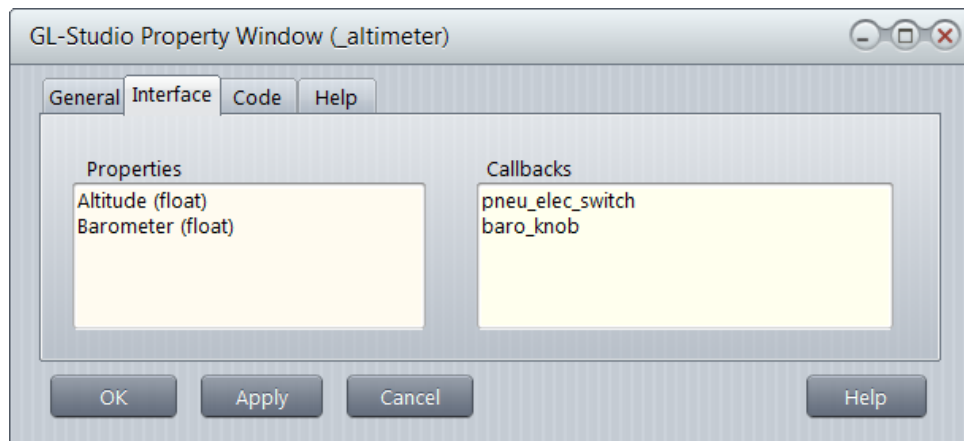 GL-Studio Property Window (_altimeter)
General Interface Code Help
Properties
Altitude (float)
Barometer (float)
Callbacks
pneu_elec_switch
baro_knob
OK Apply Cancel Help